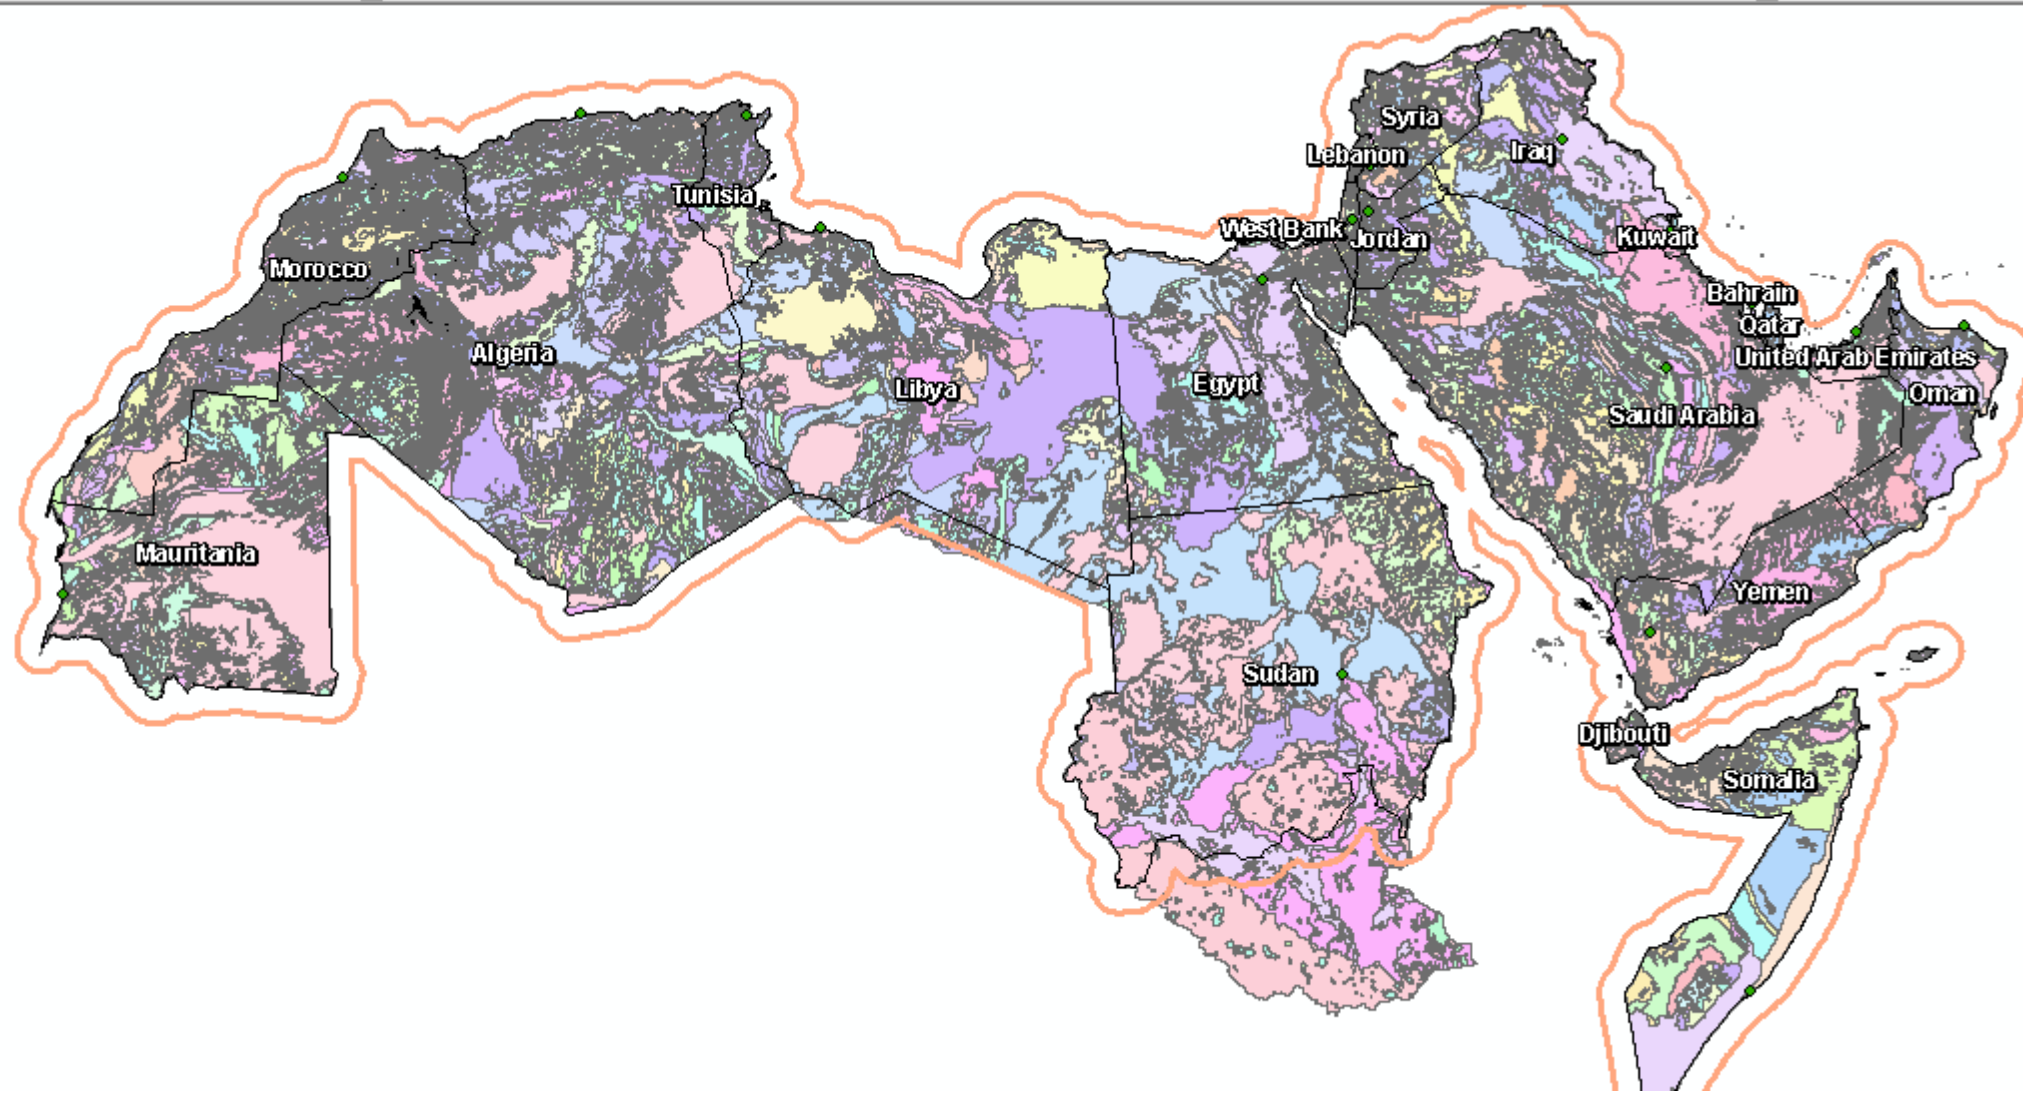 Syria
Lebanon
Iraq
Tunisia
West Bank
Jordan
Kuwait
Morocco
Bahrain
Qatar
Algeria
United Arab Emirates
Libya
Egypt
Oman
Saudi Arabia
Mauritania
Yemen
Sudan
Djibouti
Somalia